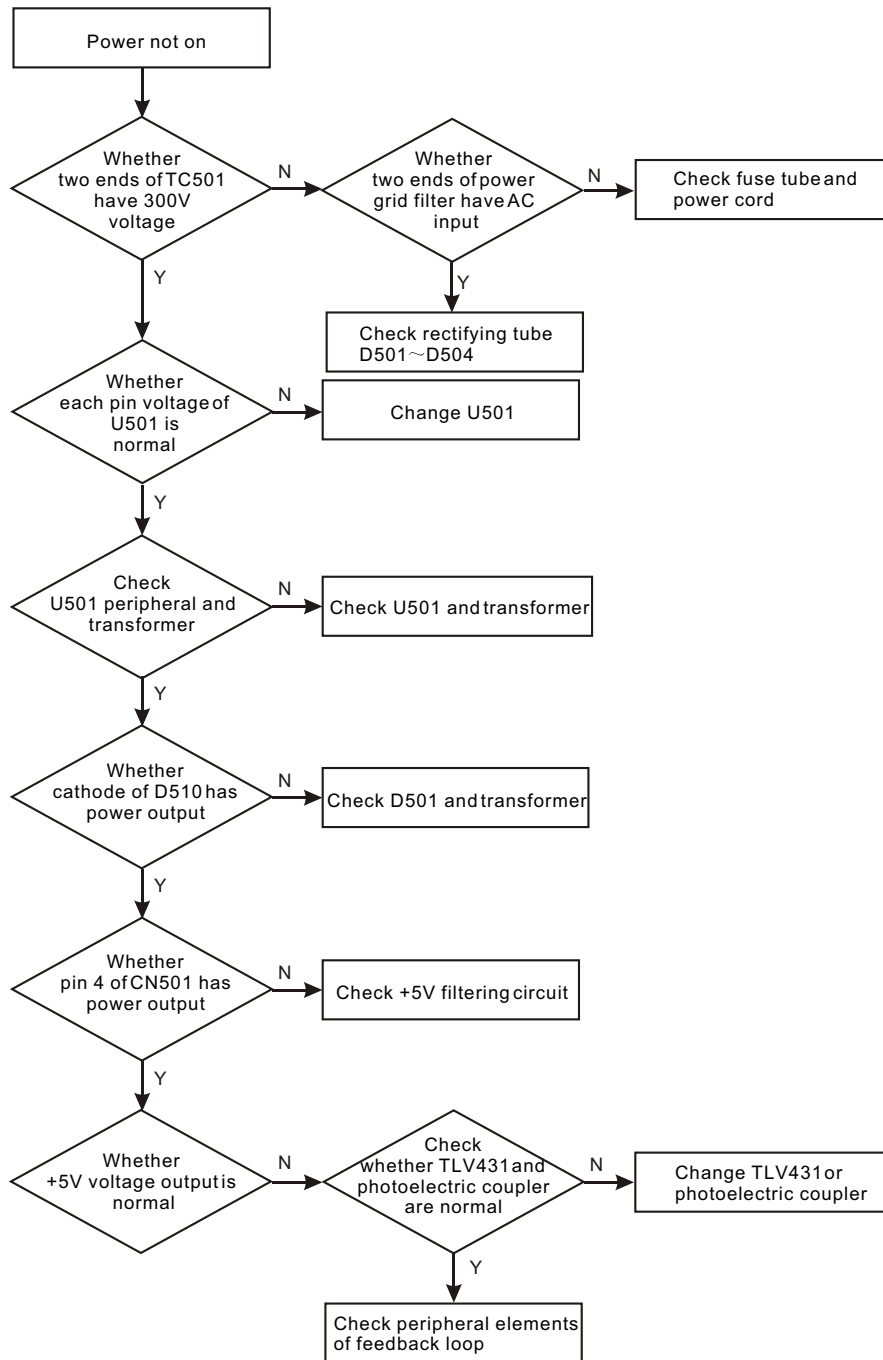 Power not on
Whether
two ends of TC501
have 300V
voltage
N
Whether
two ends of power
grid filter have AC
input
N
Check fuse tube and
power cord
Y
Y
Check rectifying tube
D501～D504
Whether
each pin voltage of
U501 is
normal
N
Change U501
Y
Check
U501 peripheral and
transformer
N
Check U501 and transformer
Y
Whether
cathode of D510 has
power output
N
Check D501 and transformer
Y
Whether
pin 4 of CN501 has
power output
N
Check +5V filtering circuit
Y
Whether
+5V voltage output is
normal
N
Check
whether TLV431 and
photoelectric coupler
are normal
N
Change TLV431 or
photoelectric coupler
Y
Check peripheral elements
of feedback loop